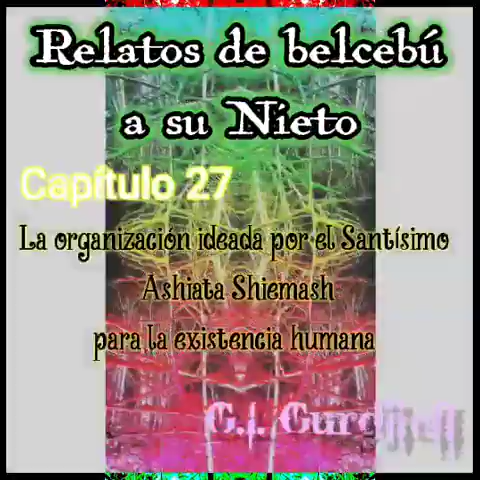 Relatos de belcebú
a su Nieto
Capítulo 27
La organización ideada por el Santísimo
Ashiata Shiemash
para la existencia humana
G.I. Gurdjieff